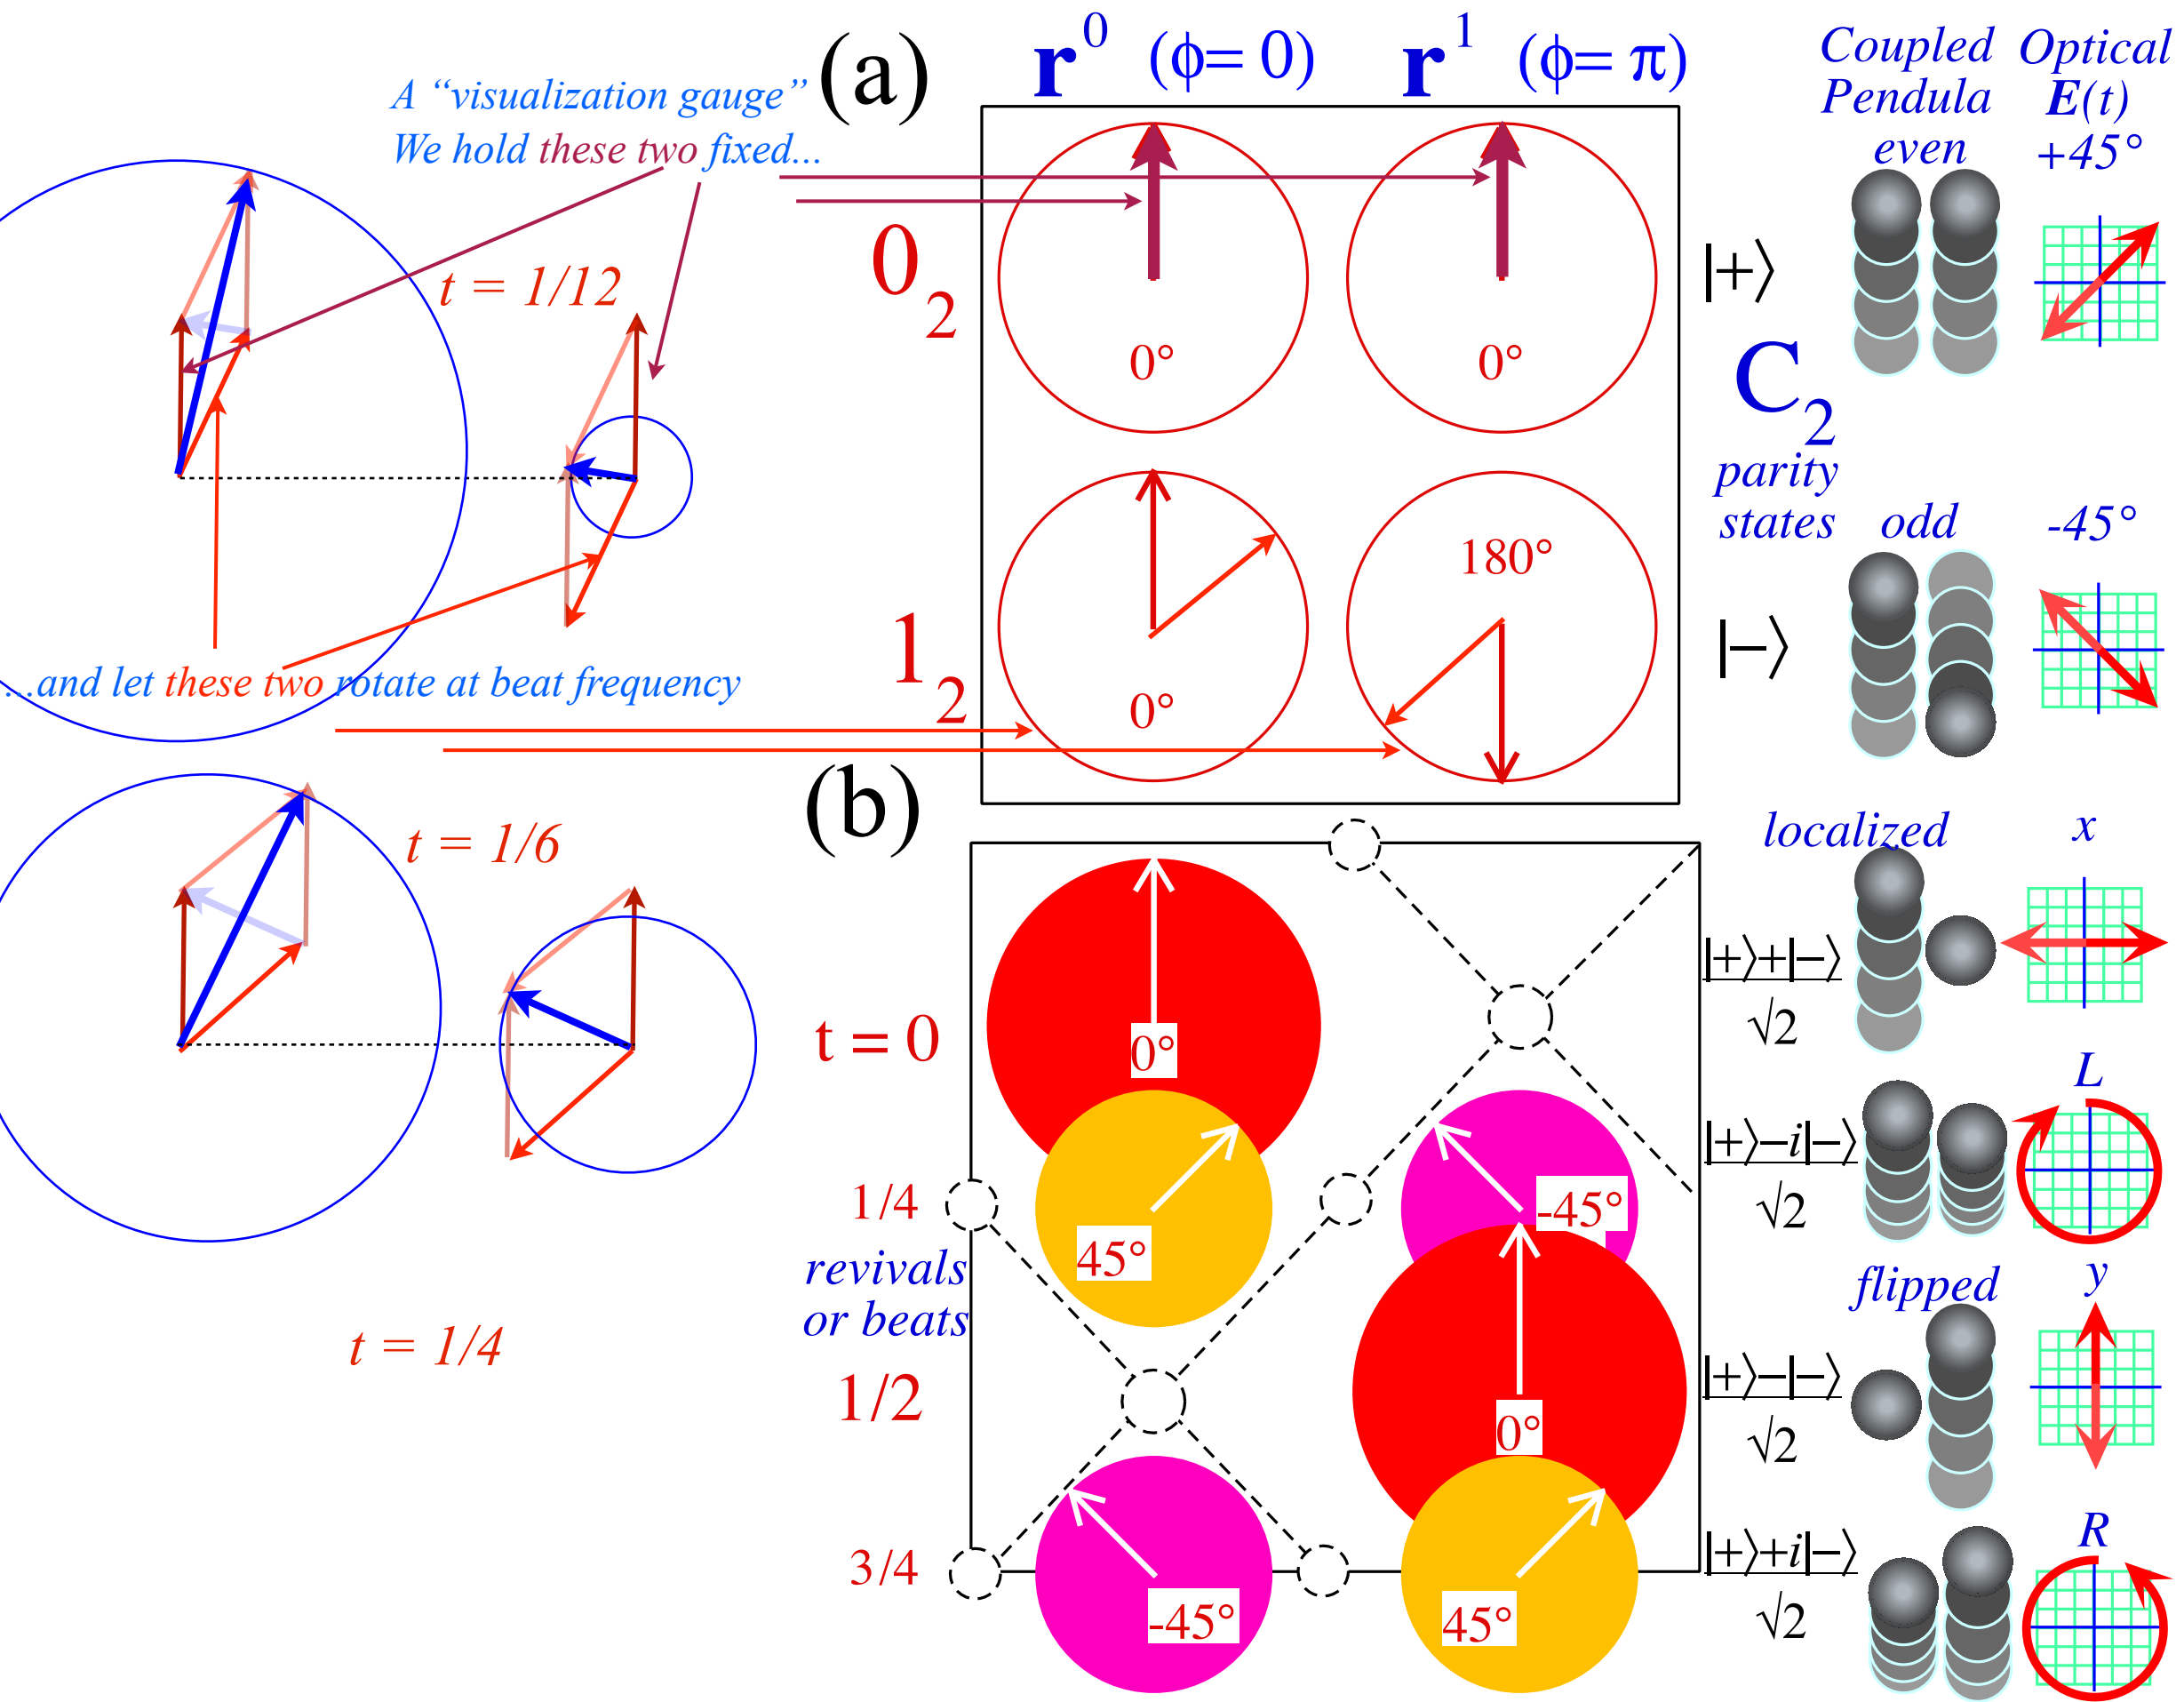 (a)
r⁰ (ϕ= 0)
r¹ (ϕ= π)
Coupled
Pendula
even
Optical
E(t)
+45°
A “visualization gauge”
We hold these two fixed...
t = 1/12
0₂
0°
0°
|+⟩
C₂
parity
states
odd
-45°
1₂
0°
180°
|−⟩
...and let these two rotate at beat frequency
(b)
t = 1/6
localized
x
t = 0
0°
|+⟩+|−⟩
√2
L
1/4
45°
-45°
|+⟩−i|−⟩
√2
revivals
or beats
flipped
y
t = 1/4
1/2
0°
|+⟩−|−⟩
√2
R
3/4
-45°
45°
|+⟩+i|−⟩
√2